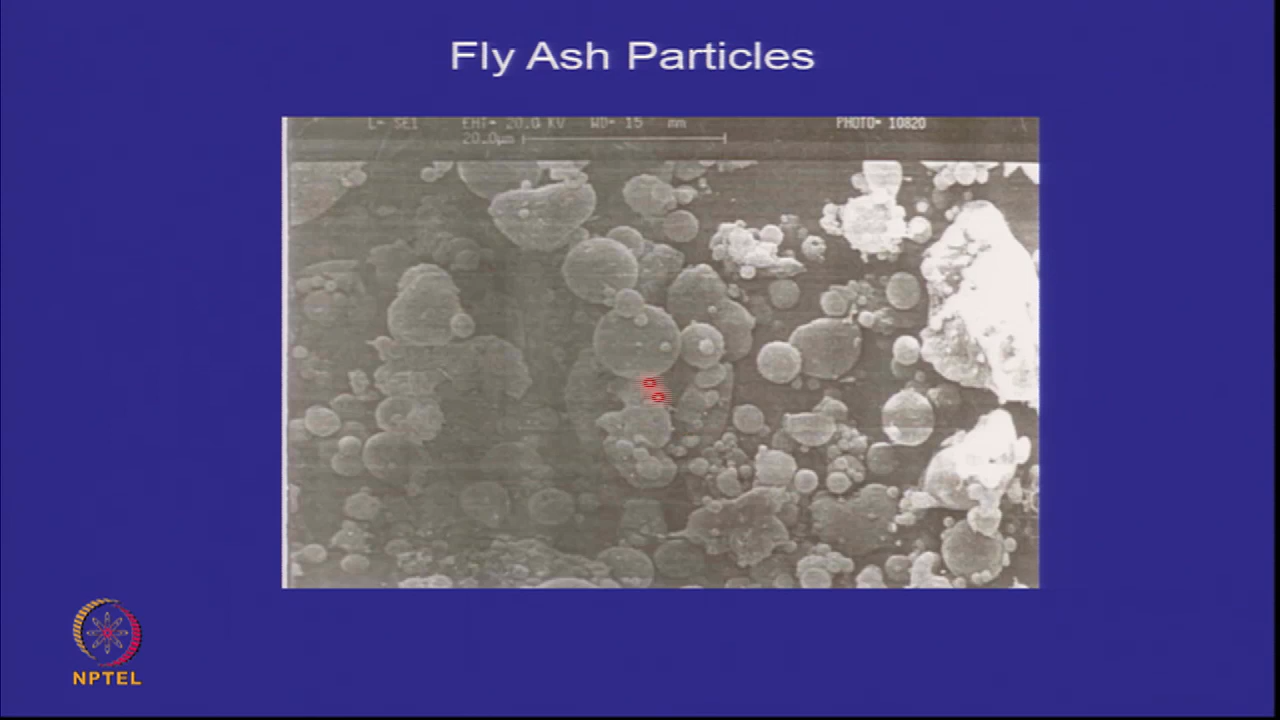 Fly Ash Particles
L- SE1 EHT- 20.0 KV WD- 15 mm PHOTO- 10820
20.0µm
NPTEL